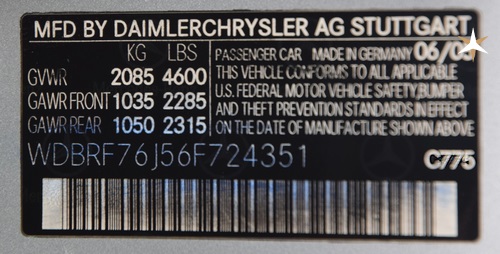 MFD BY DAIMLERCHRYSLER AG STUTTGART
KG LBS
GVWR 2085 4600
GAWR FRONT 1035 2285
GAWR REAR 1050 2315
PASSENGER CAR MADE IN GERMANY
THIS VEHICLE CONFORMS TO ALL APPLICABLE
U.S. FEDERAL MOTOR VEHICLE SAFETY, BUMPER
AND THEFT PREVENTION STANDARDS IN EFFECT
ON THE DATE OF MANUFACTURE SHOWN ABOVE
WDBRF76J56F724351
C775